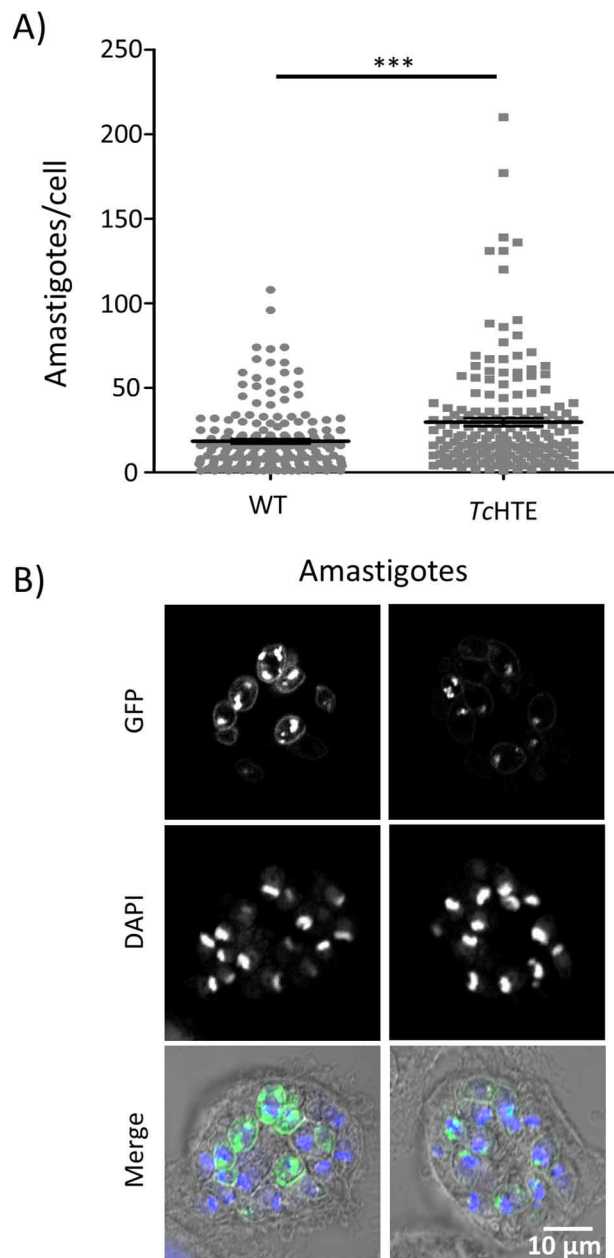 A)
250
200
150
100
50
0
Amastigotes/cell
***
WT
TcHTE
B)
Amastigotes
GFP
DAPI
Merge
10 µm